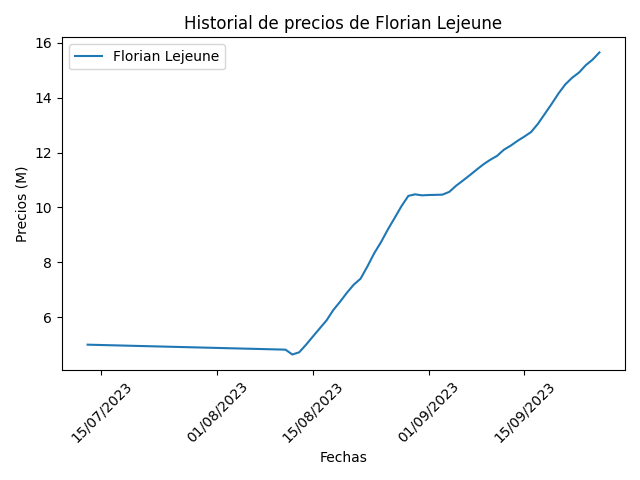 Historial de precios de Florian Lejeune
Florian Lejeune
Precios (M)
16
14
12
10
8
6
15/07/2023
01/08/2023
15/08/2023
01/09/2023
15/09/2023
Fechas